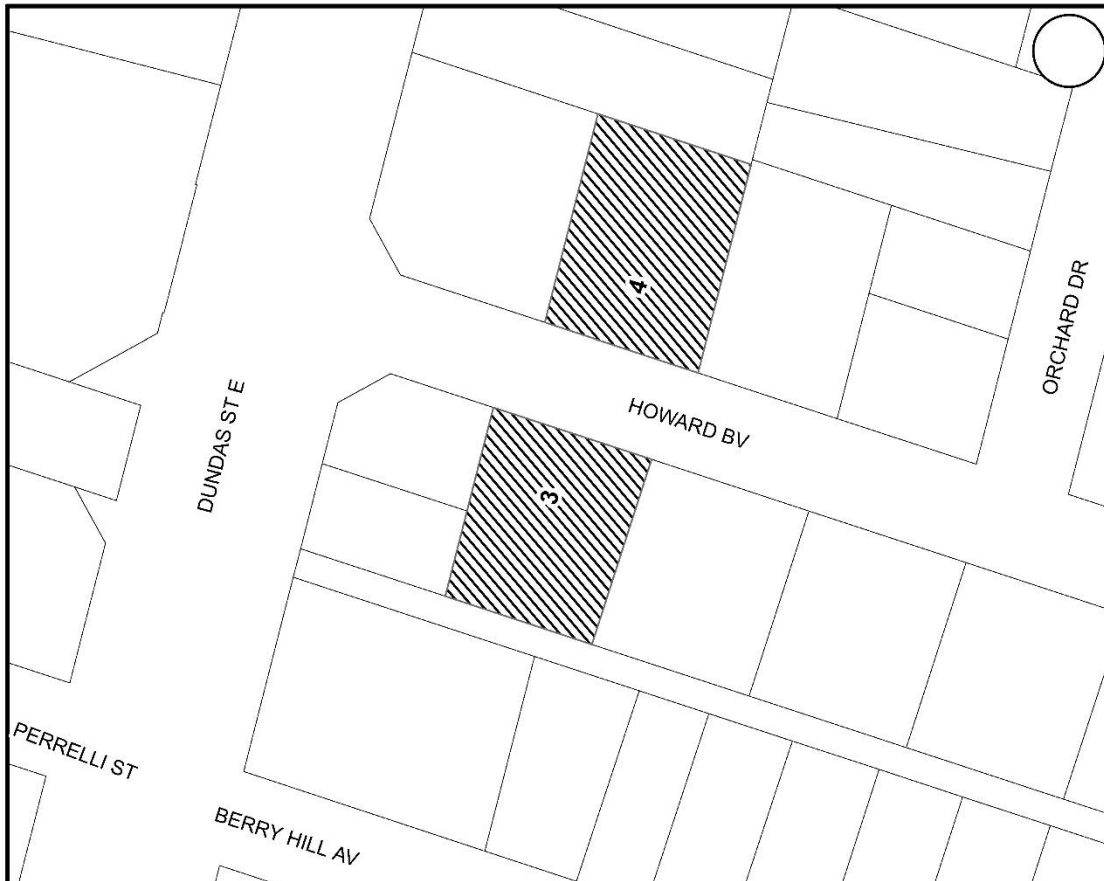 4
ORCHARD DR
HOWARD BV
DUNDAS ST E
3
PERRELLI ST
BERRY HILL AV